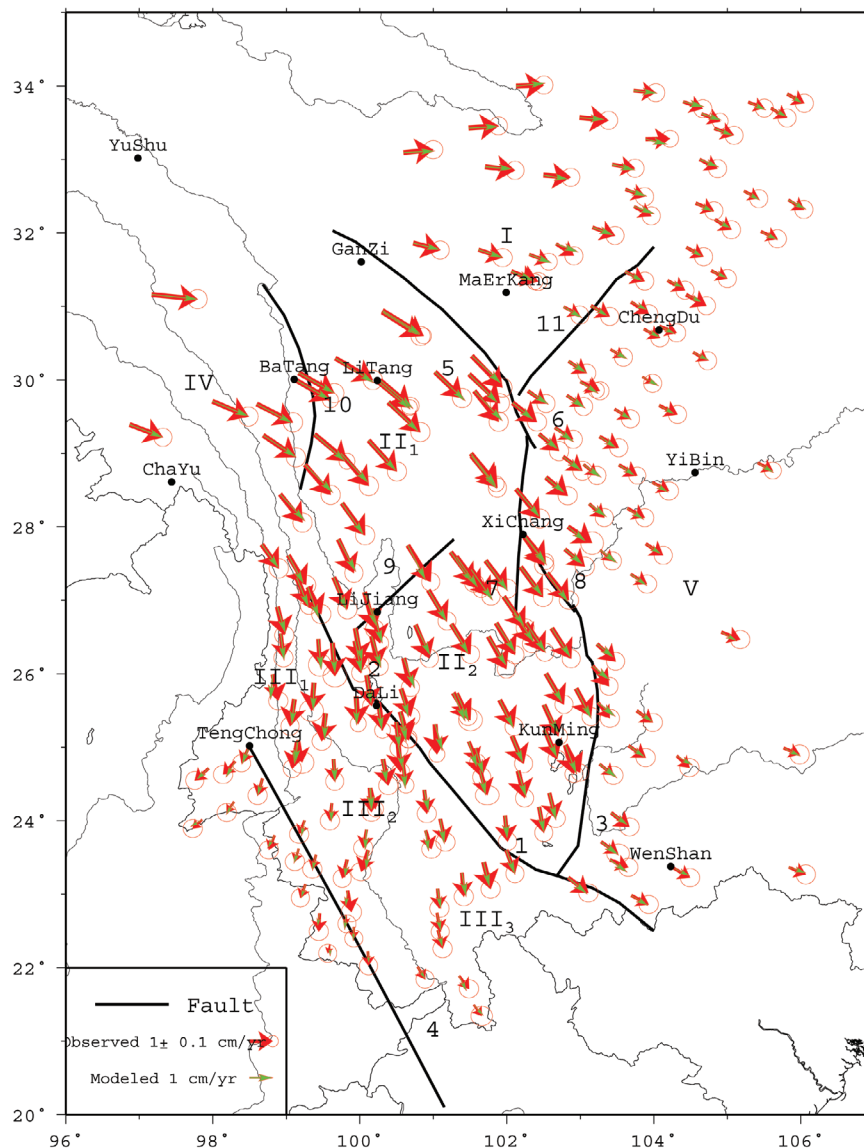 34°
YuShu
32°
I
GanZi
MaErKang
11
ChengDu
30°
BaTang
LiTang
5
IV
10
6
II1
YiBin
ChaYu
28°
XiChang
9
7
8
V
LiJiang
26°
III1
2
II2
DaLi
TengChong
KunMing
24°
III2
1
3
WenShan
III3
22°
4
Fault
Observed 1± 0.1 cm/yr
Modeled 1 cm/yr
20°
96° 98° 100° 102° 104° 106°